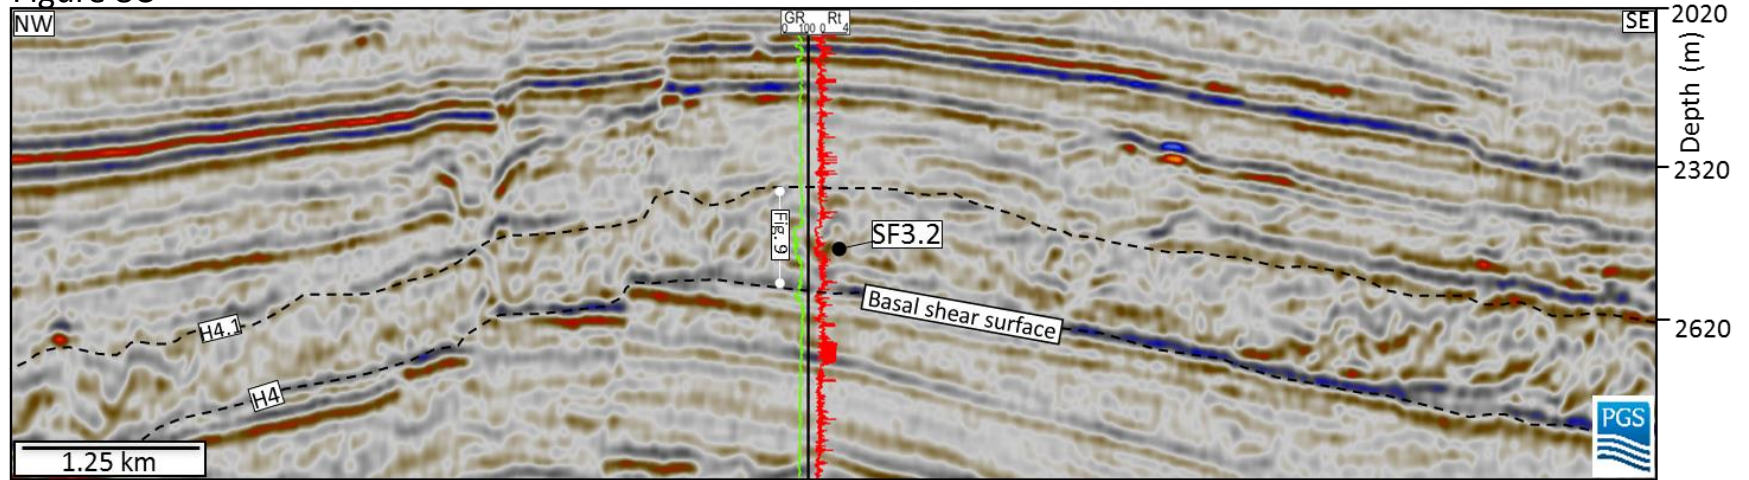 NW
GR Rt
0 100 0 4
SE
2020
Depth (m)
2320
Fig. 9
SF3.2
Basal shear surface
H4.1
2620
H4
PGS
1.25 km